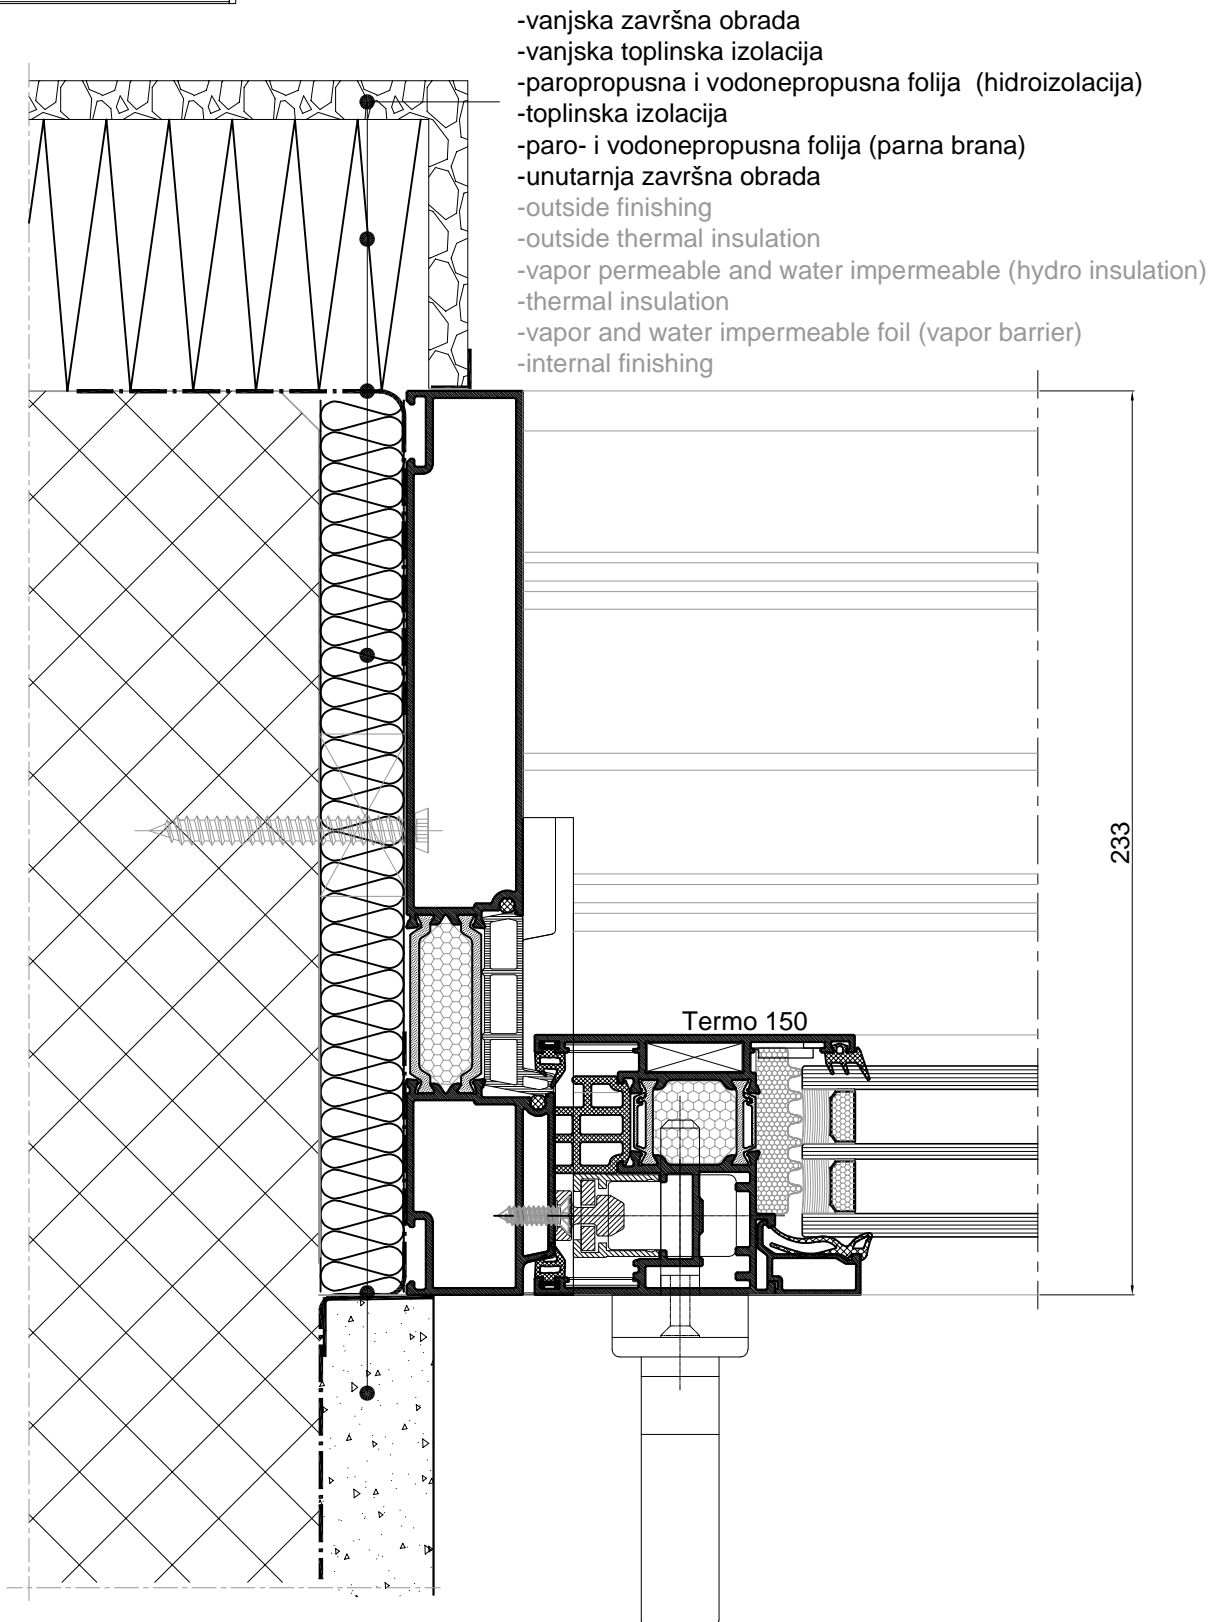 -vanjska završna obrada
-vanjska toplinska izolacija
-paropropusna i vodonepropusna folija (hidroizolacija)
-toplinska izolacija
-paro- i vodonepropusna folija (parna brana)
-unutarnja završna obrada
-outside finishing
-outside thermal insulation
-vapor permeable and water impermeable (hydro insulation)
-thermal insulation
-vapor and water impermeable foil (vapor barrier)
-internal finishing
233
Termo 150